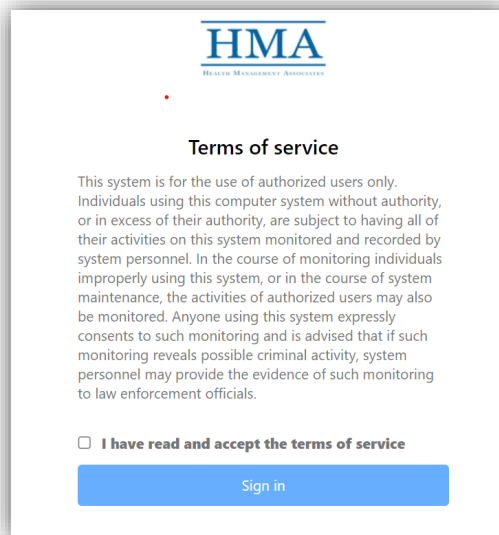 HMA
HEALTH MANAGEMENT ASSOCIATES
Terms of service
This system is for the use of authorized users only.
Individuals using this computer system without authority,
or in excess of their authority, are subject to having all of
their activities on this system monitored and recorded by
system personnel. In the course of monitoring individuals
improperly using this system, or in the course of system
maintenance, the activities of authorized users may also
be monitored. Anyone using this system expressly
consents to such monitoring and is advised that if such
monitoring reveals possible criminal activity, system
personnel may provide the evidence of such monitoring
to law enforcement officials.
I have read and accept the terms of service
Sign in